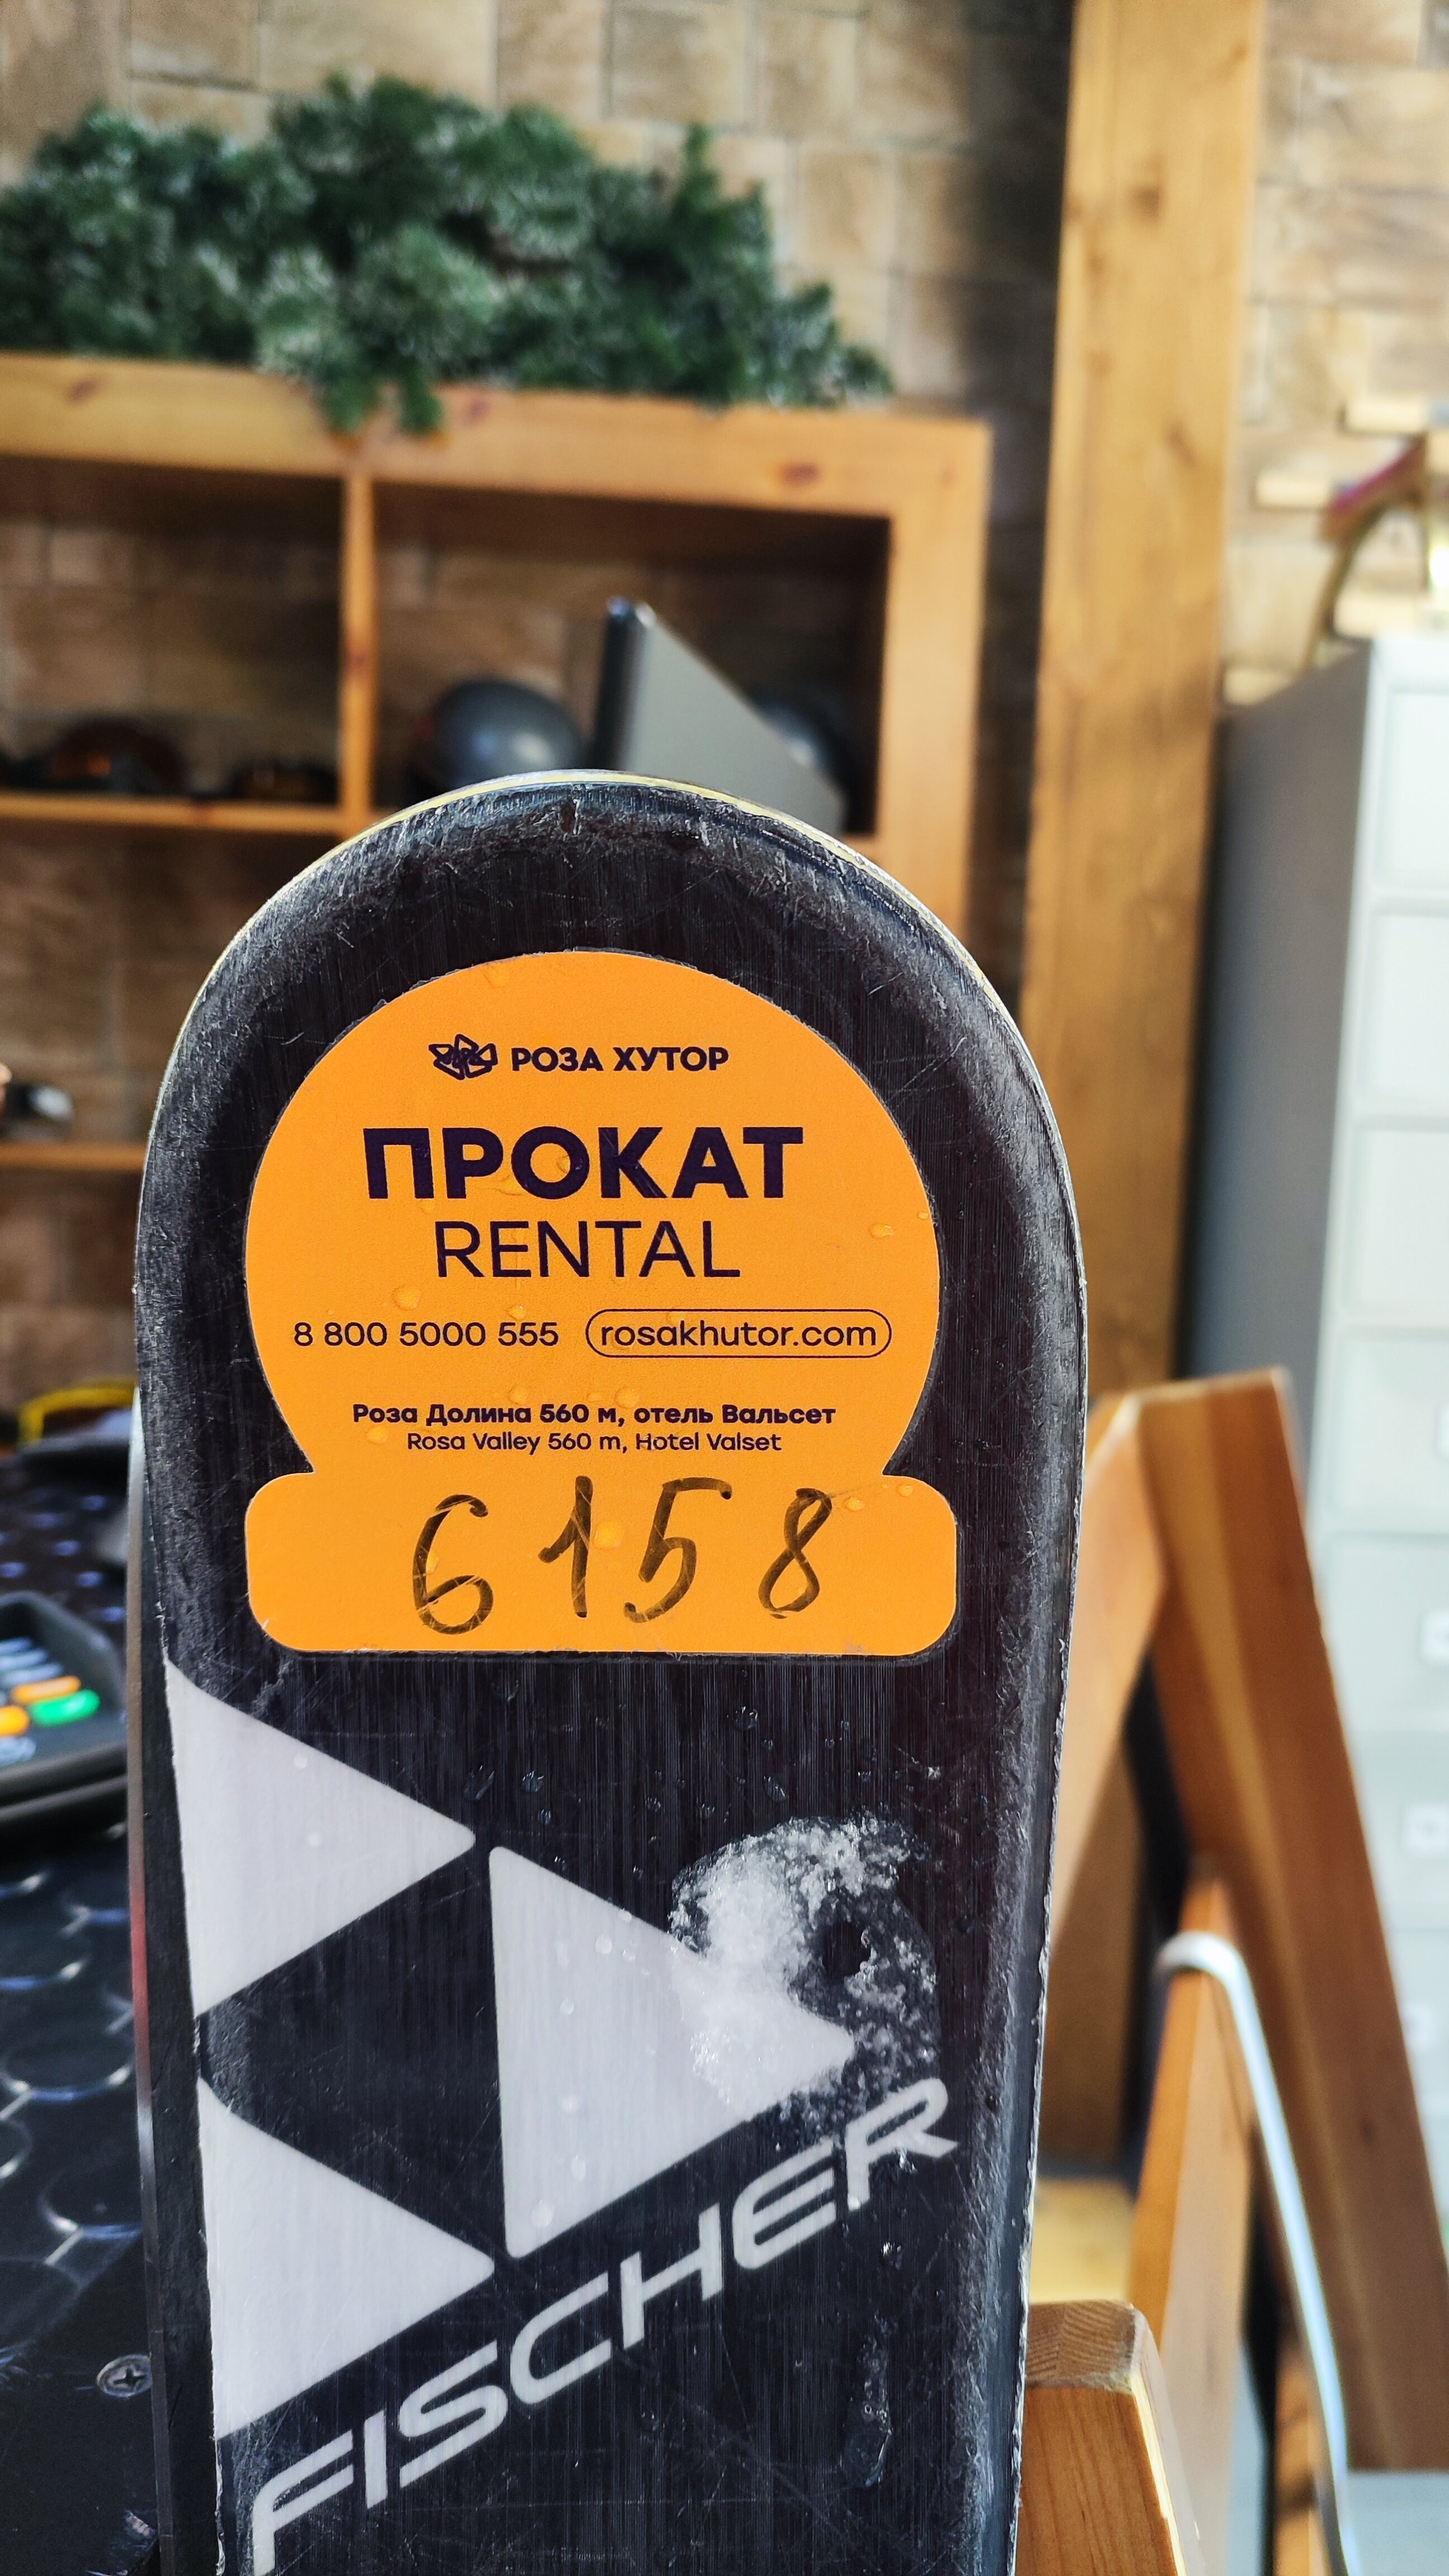 РОЗА ХУТОР
ПРОКАТ
RENTAL
8 800 5000 555 rosakhutor.com
Роза Долина 560 м, отель Вальсет
Rosa Valley 560 m, Hotel Valset
6158
FISCHER